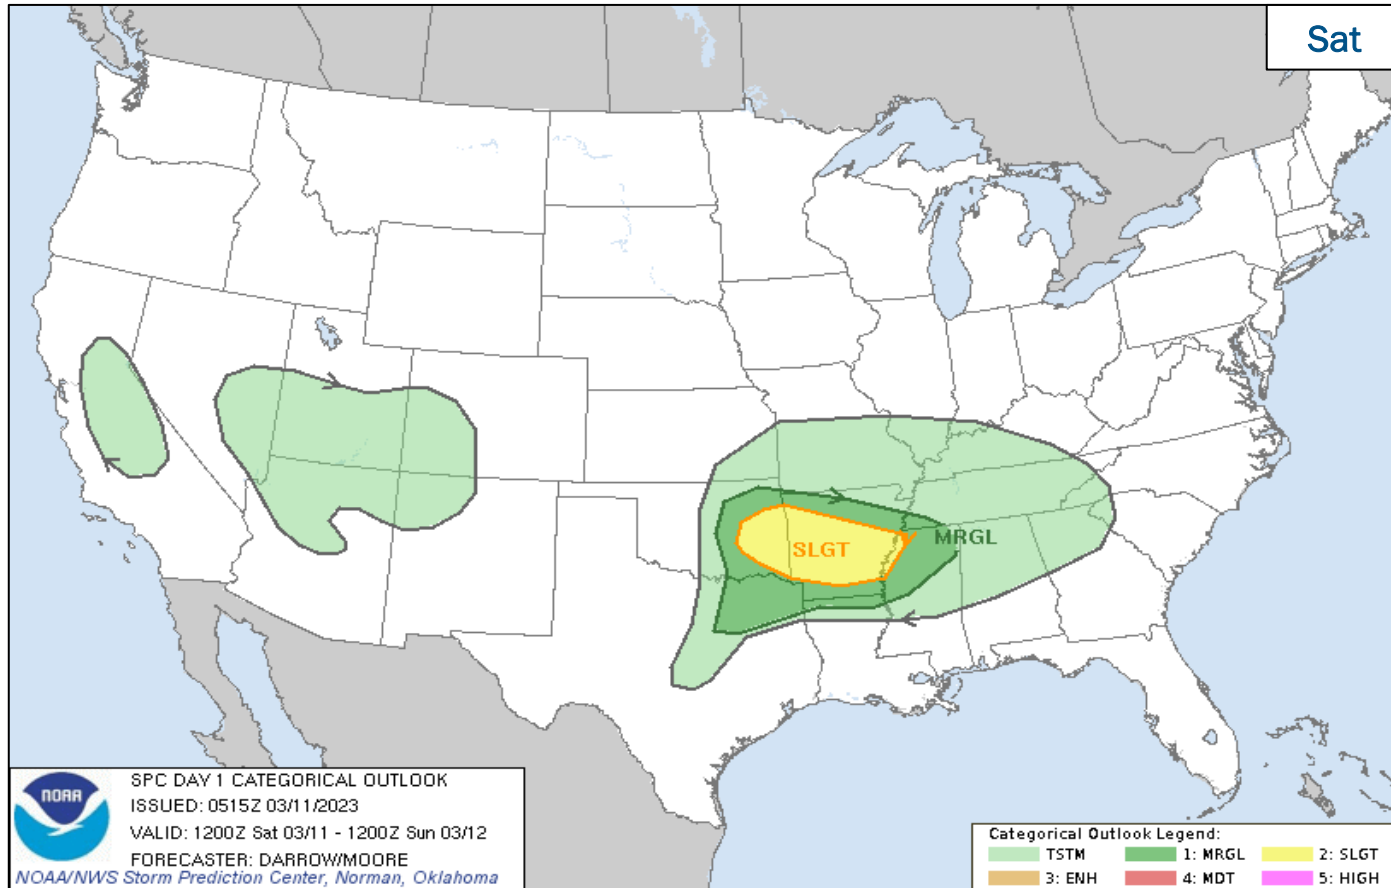 Sat
SLGT
MRGL
NOAA
SPC DAY 1 CATEGORICAL OUTLOOK
ISSUED: 0515Z 03/11/2023
VALID: 1200Z Sat 03/11 - 1200Z Sun 03/12
FORECASTER: DARROW/MOORE
NOAA/NWS Storm Prediction Center, Norman, Oklahoma
Categorical Outlook Legend:
TSTM 1: MRGL 2: SLGT
3: ENH 4: MDT 5: HIGH